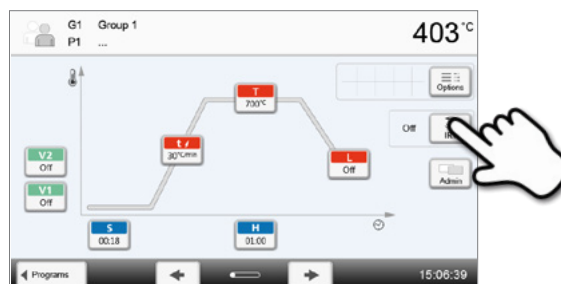 G1 Group 1
P1 ...
403°C
T
700°C
Options
t
30°C/min
Off
V2
Off
L
Off
Admin
V1
Off
S
00:18
H
01:00
Programs
15:06:39